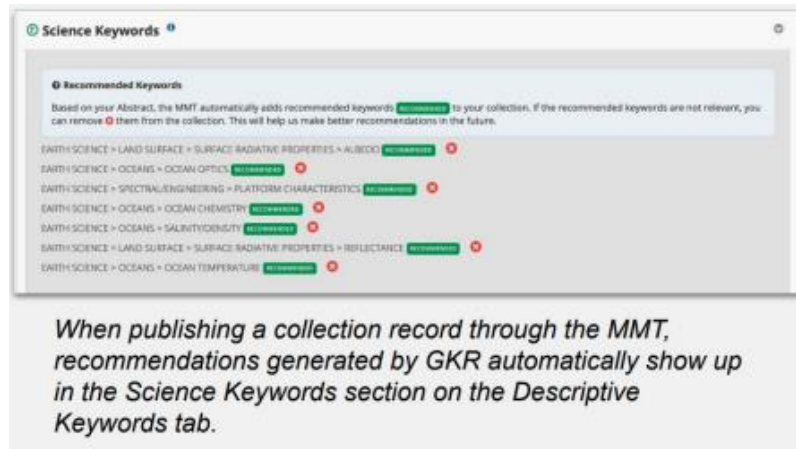 Science Keywords
Recommended Keywords
Based on your Abstract, the MMT automatically adds recommended keywords RECOMMENDED to your collection. If the recommended keywords are not relevant, you
can remove them from the collection. This will help us make better recommendations in the future.
EARTH SCIENCE > LAND SURFACE > SURFACE RADIATIVE PROPERTIES > ALBEDO RECOMMENDED
EARTH SCIENCE > OCEANS > OCEAN OPTICS RECOMMENDED
EARTH SCIENCE > SPECTRAL/ENGINEERING > PLATFORM CHARACTERISTICS RECOMMENDED
EARTH SCIENCE > OCEANS > OCEAN CHEMISTRY RECOMMENDED
EARTH SCIENCE > OCEANS > SALINITY/DENSITY RECOMMENDED
EARTH SCIENCE > LAND SURFACE > SURFACE RADIATIVE PROPERTIES > REFLECTANCE RECOMMENDED
EARTH SCIENCE > OCEANS > OCEAN TEMPERATURE RECOMMENDED
When publishing a collection record through the MMT,
recommendations generated by GKR automatically show up
in the Science Keywords section on the Descriptive
Keywords tab.